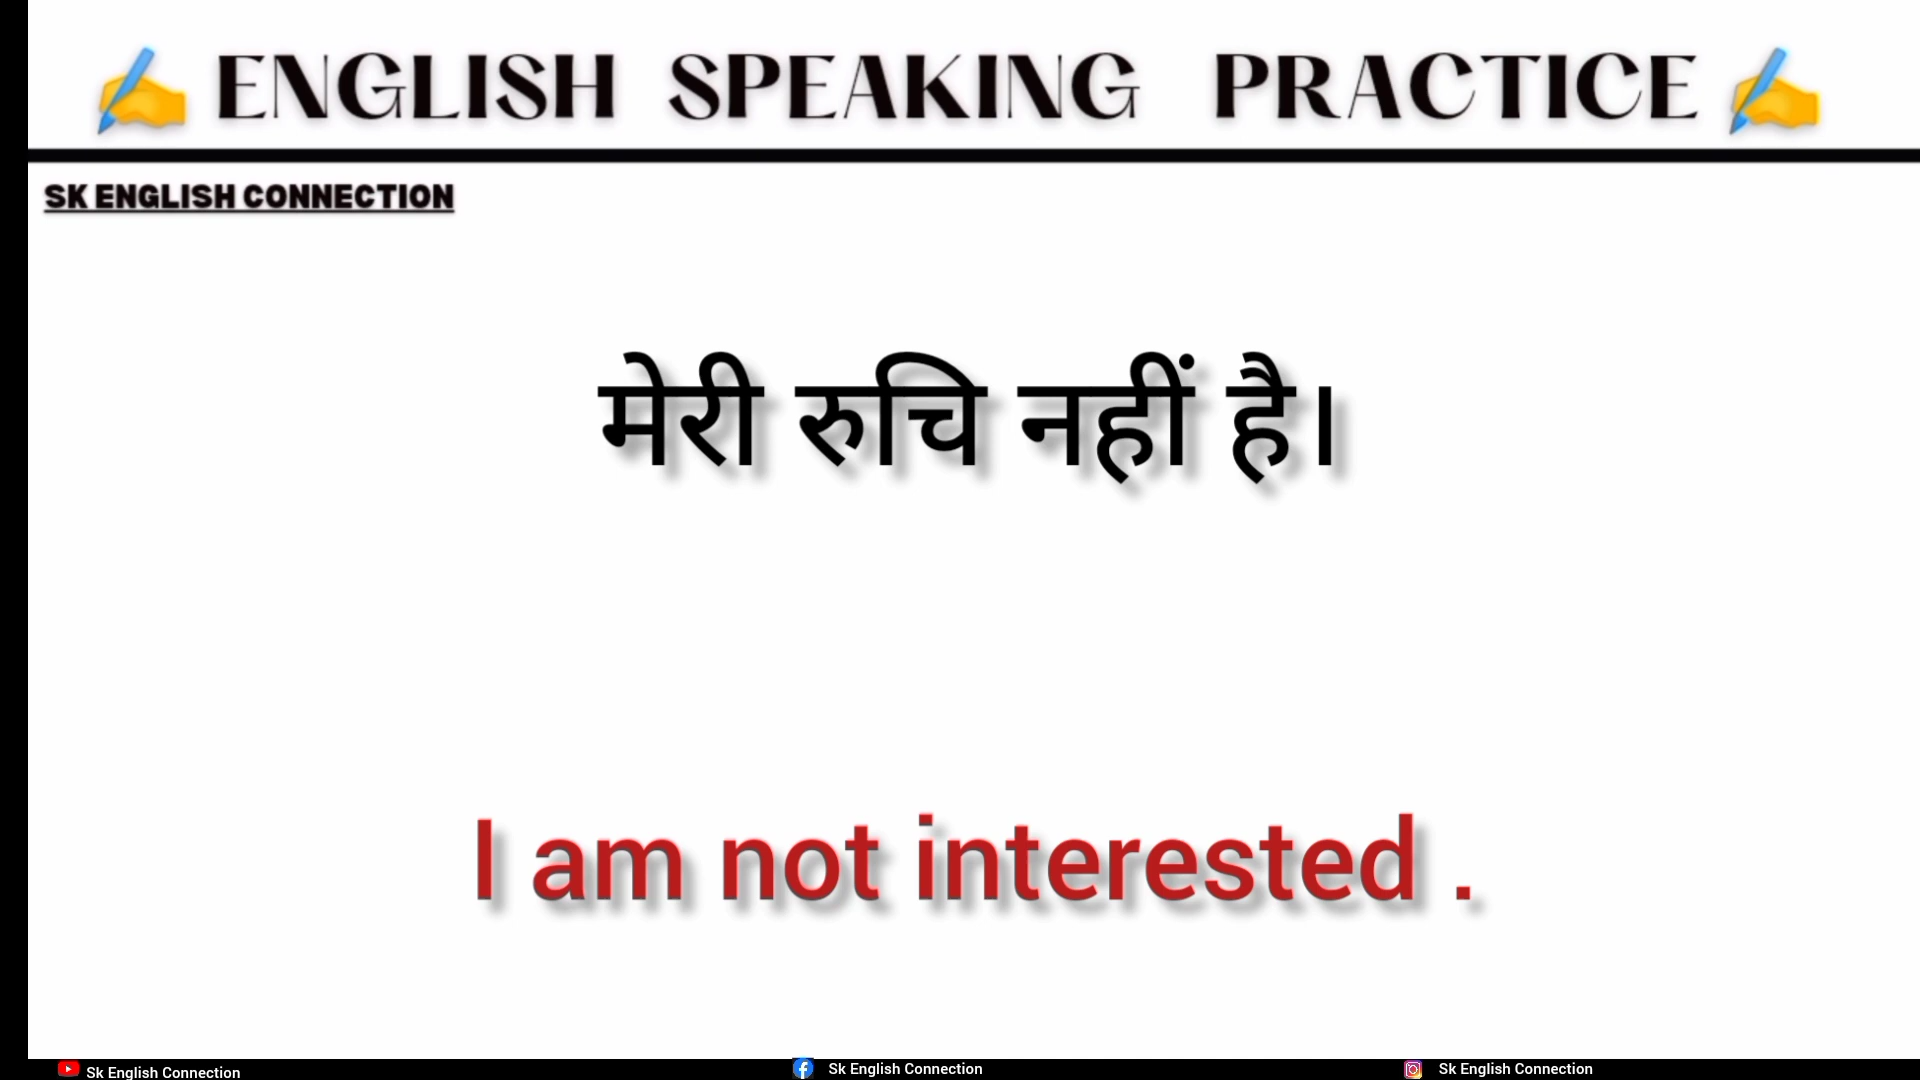 ✍️ ENGLISH SPEAKING PRACTICE ✍️
SK ENGLISH CONNECTION
मेरी रुचि नहीं है।
I am not interested .
Sk English Connection
Sk English Connection
Sk English Connection